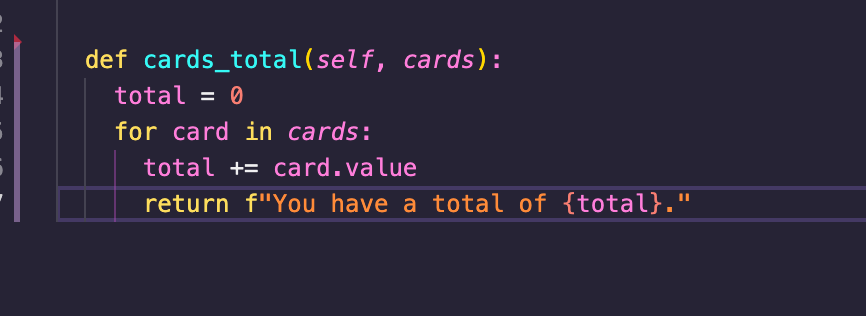 def cards_total(self, cards):
total = 0
for card in cards:
total += card.value
return f"You have a total of {total}."